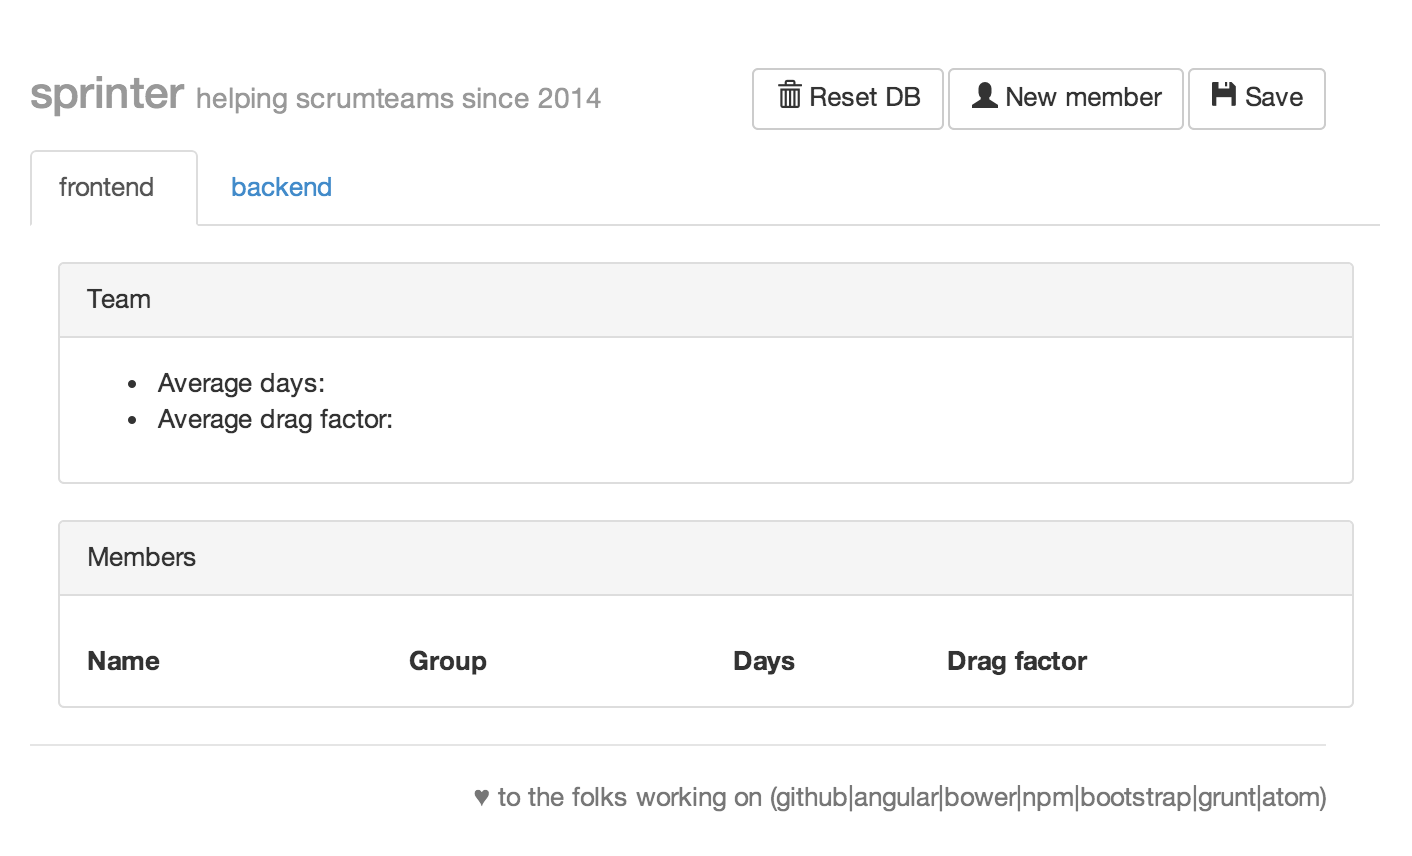 sprinter helping scrumteams since 2014
Reset DB New member Save
frontend backend
Team
• Average days:
• Average drag factor:
Members
Name Group Days Drag factor
♥ to the folks working on (github|angular|bower|npm|bootstrap|grunt|atom)